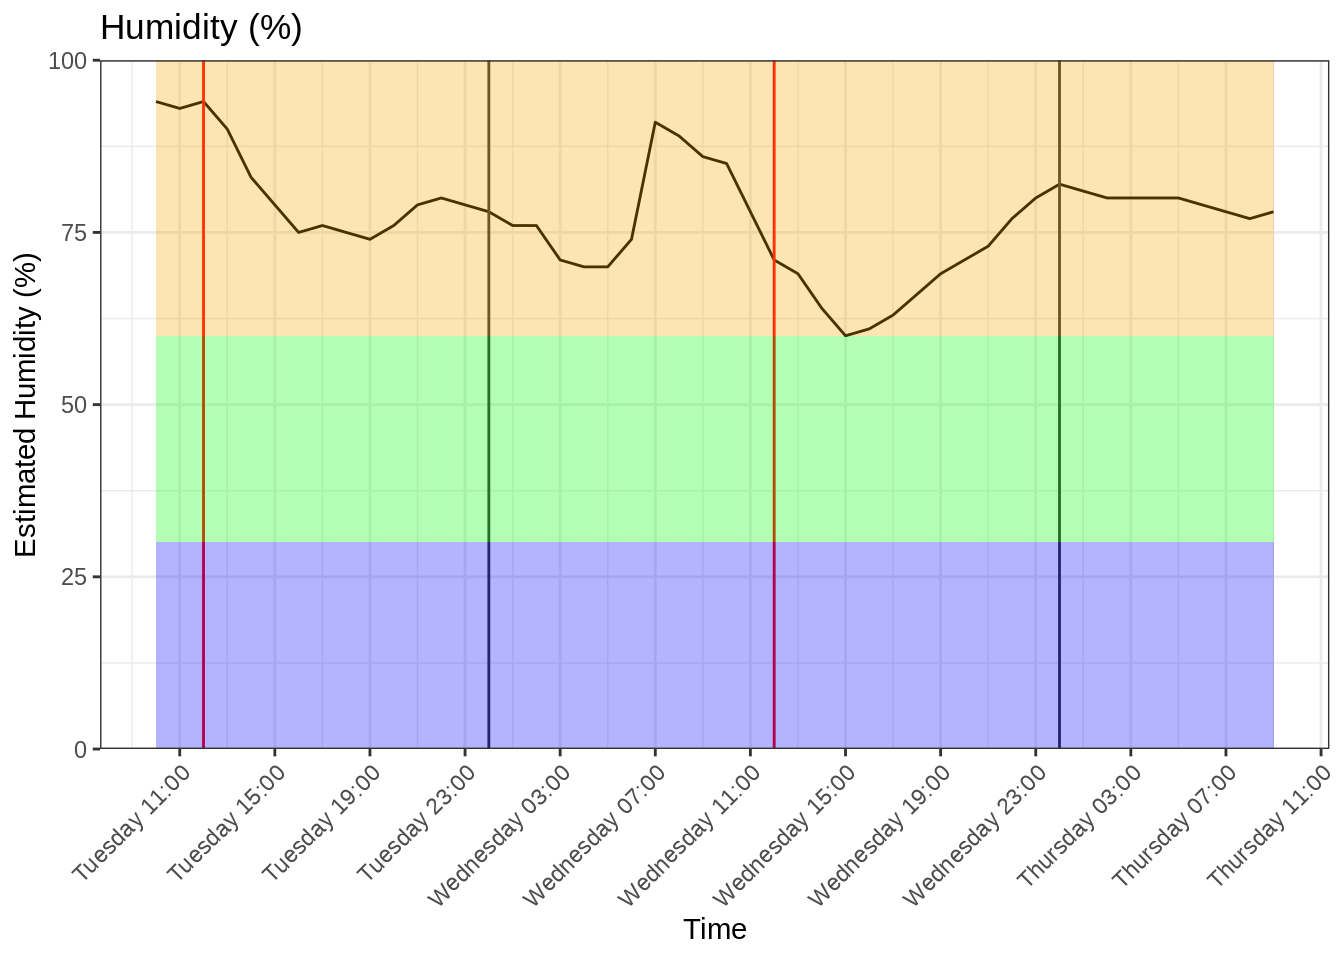 Humidity (%)
Estimated Humidity (%)
100
75
50
25
0
Tuesday 11:00
Tuesday 15:00
Tuesday 19:00
Tuesday 23:00
Wednesday 03:00
Wednesday 07:00
Wednesday 11:00
Wednesday 15:00
Wednesday 19:00
Wednesday 23:00
Thursday 03:00
Thursday 07:00
Thursday 11:00
Time